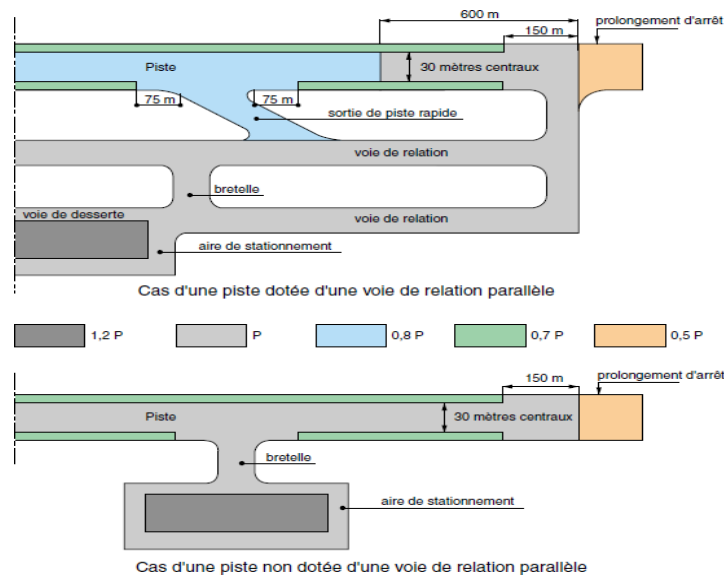 600 m
prolongement d'arrêt
150 m
Piste
30 mètres centraux
75 m
75 m
sortie de piste rapide
voie de relation
bretelle
voie de desserte
voie de relation
aire de stationnement
Cas d'une piste dotée d'une voie de relation parallèle
1,2 P
P
0,8 P
0,7 P
0,5 P
150 m
prolongement d'arrêt
Piste
30 mètres centraux
bretelle
aire de stationnement
Cas d'une piste non dotée d'une voie de relation parallèle